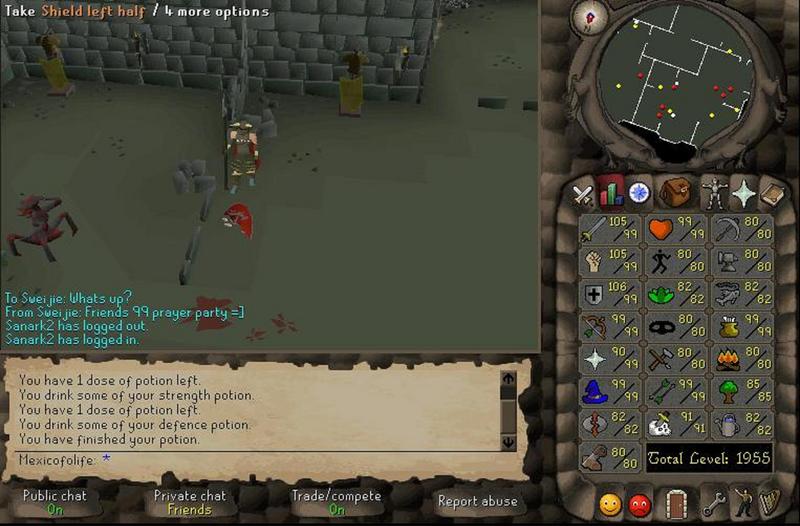 Take Shield left half / 4 more options
To Sweijie: Whats up?
From Sweijie: Friends 99 prayer party =]
Sanark2 has logged out.
Sanark2 has logged in.
You have 1 dose of potion left.
You drink some of your strength potion.
You have 1 dose of potion left.
You drink some of your defence potion.
You have finished your potion.
Mexicofolife: *
Public chat
On
Private chat
Friends
Trade/compete
On
Report abuse
105/99 99/99 80/80
105/99 80/80 80/80
106/99 82/82 82/82
99/99 80/80 99/99
90/99 80/80 80/80
99/99 99/99 85/85
82/82 91/91 82/82
80/80 Total Level: 1955